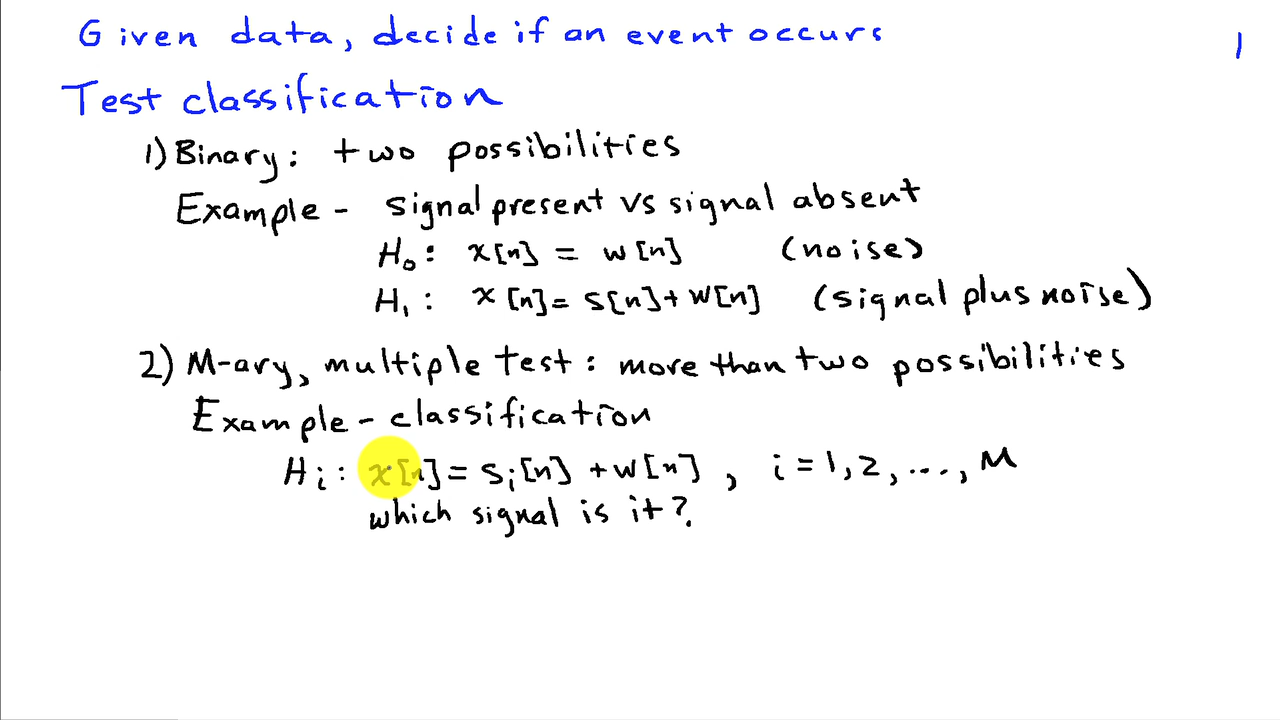 Given data, decide if an event occurs
1
Test classification
1) Binary: two possibilities
Example - signal present vs signal absent
H₀: x[n] = w[n] (noise)
H₁: x[n] = s[n] + w[n] (signal plus noise)
2) M-ary, multiple test: more than two possibilities
Example - classification
Hᵢ: x[n] = sᵢ[n] + w[n], i = 1, 2, ..., M
which signal is it?